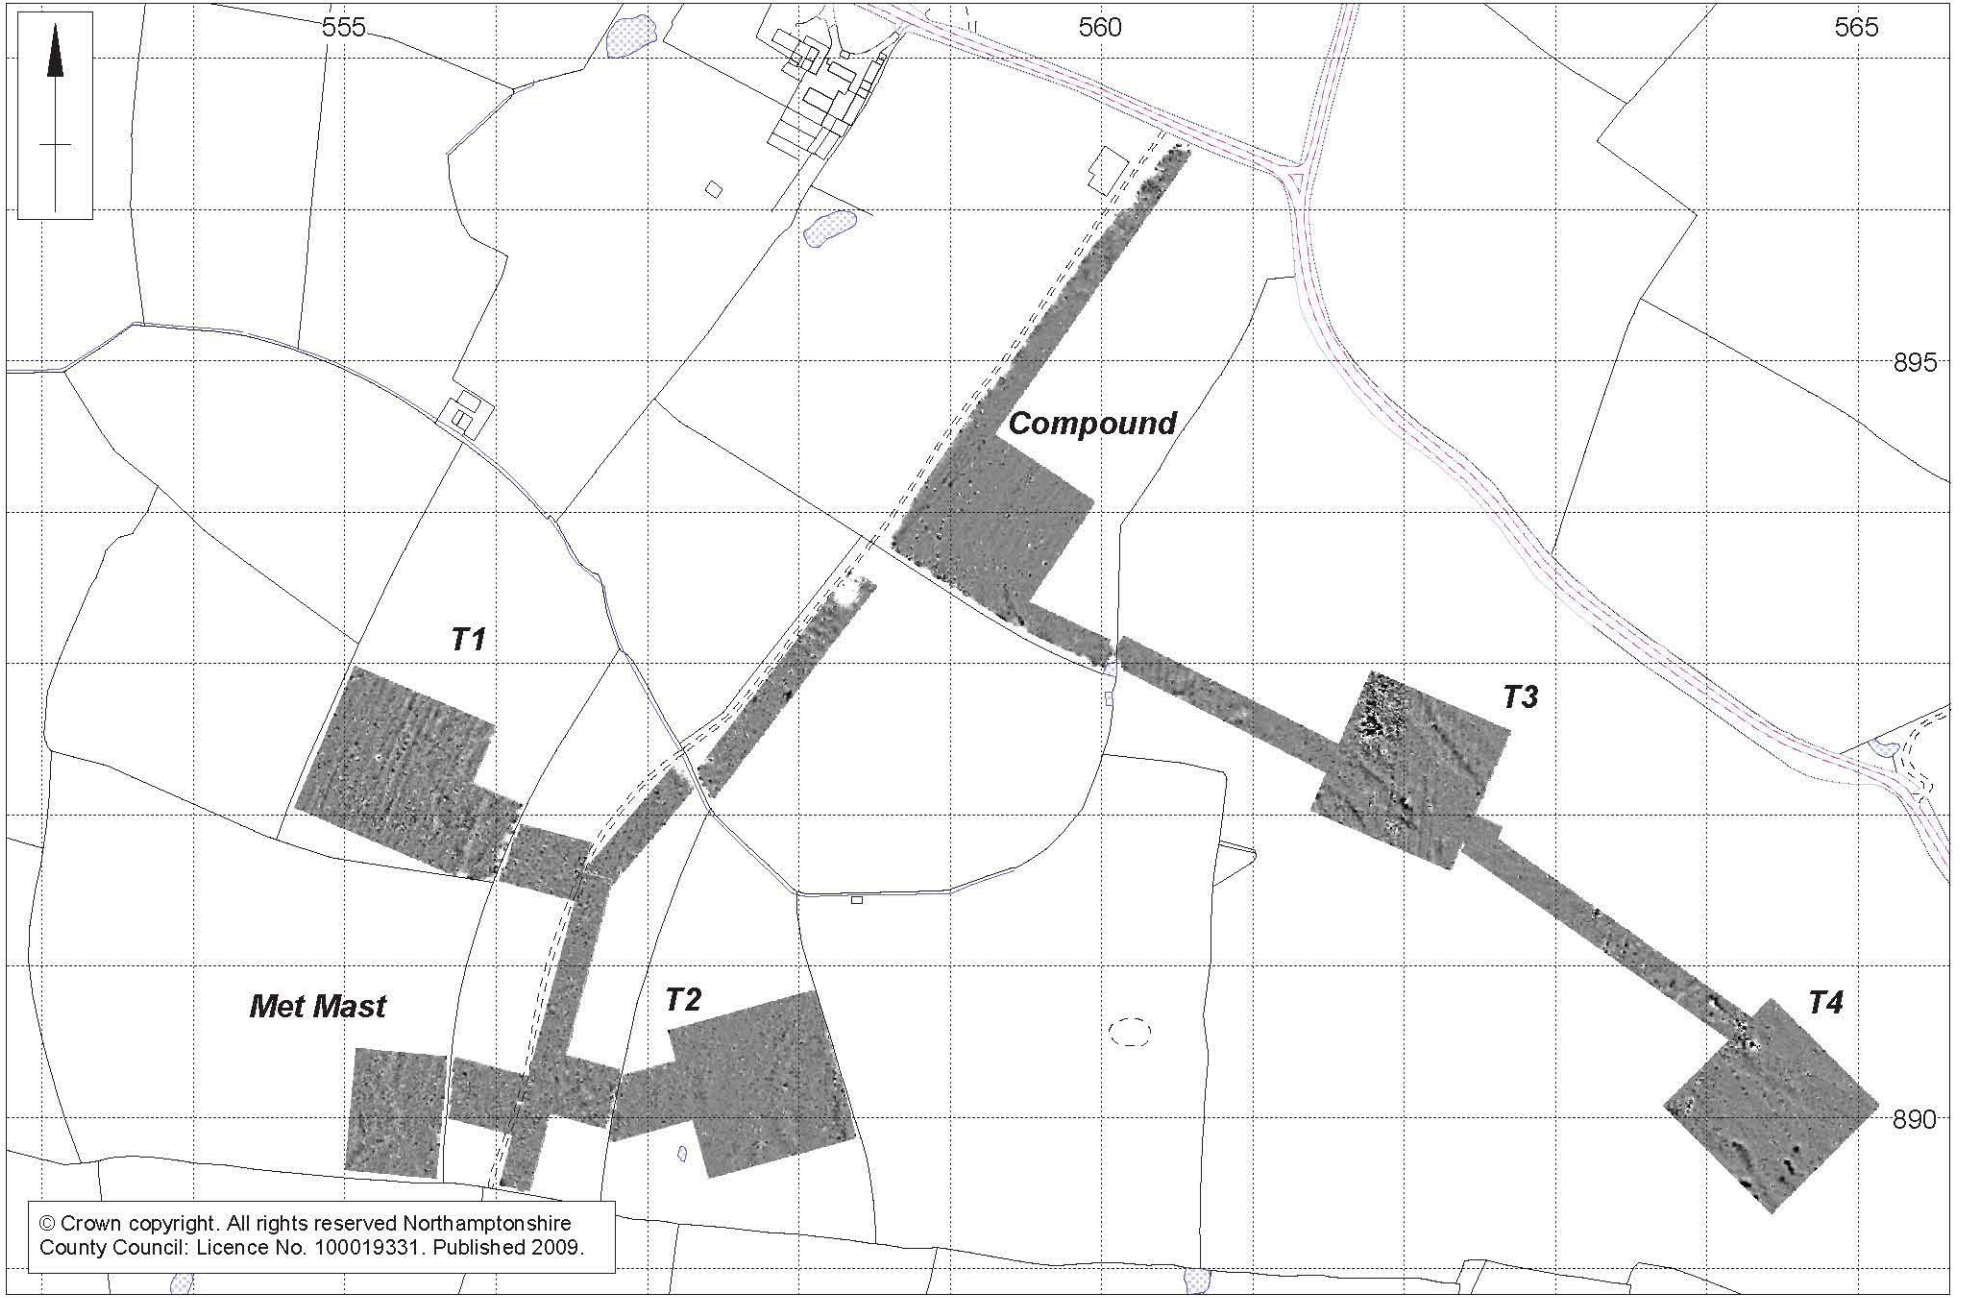 555
560
565
895
Compound
T1
T3
Met Mast
T2
T4
890
© Crown copyright. All rights reserved Northamptonshire
County Council: Licence No. 100019331. Published 2009.